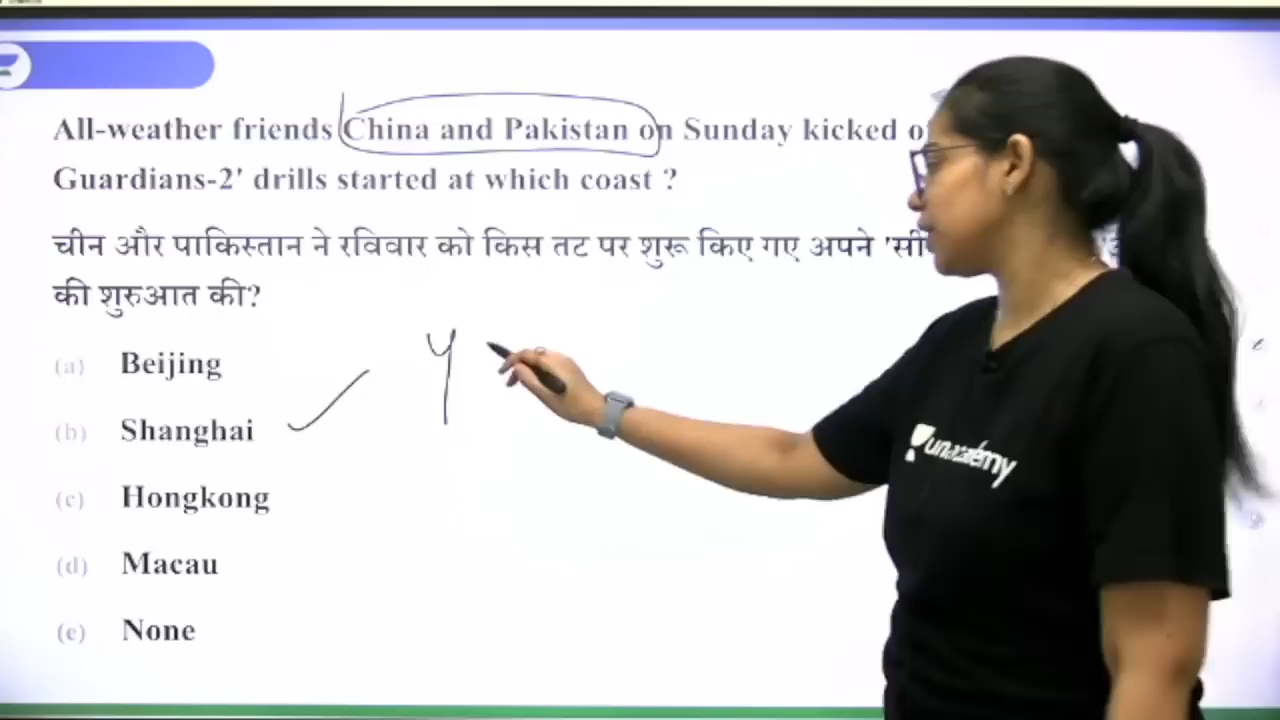 All-weather friends China and Pakistan on Sunday kicked
Guardians-2' drills started at which coast ?
चीन और पाकिस्तान ने रविवार को किस तट पर शुरू किए गए अपने
की शुरुआत की?
(a) Beijing
(b) Shanghai
(c) Hongkong
(d) Macau
(e) None
y
unacademy